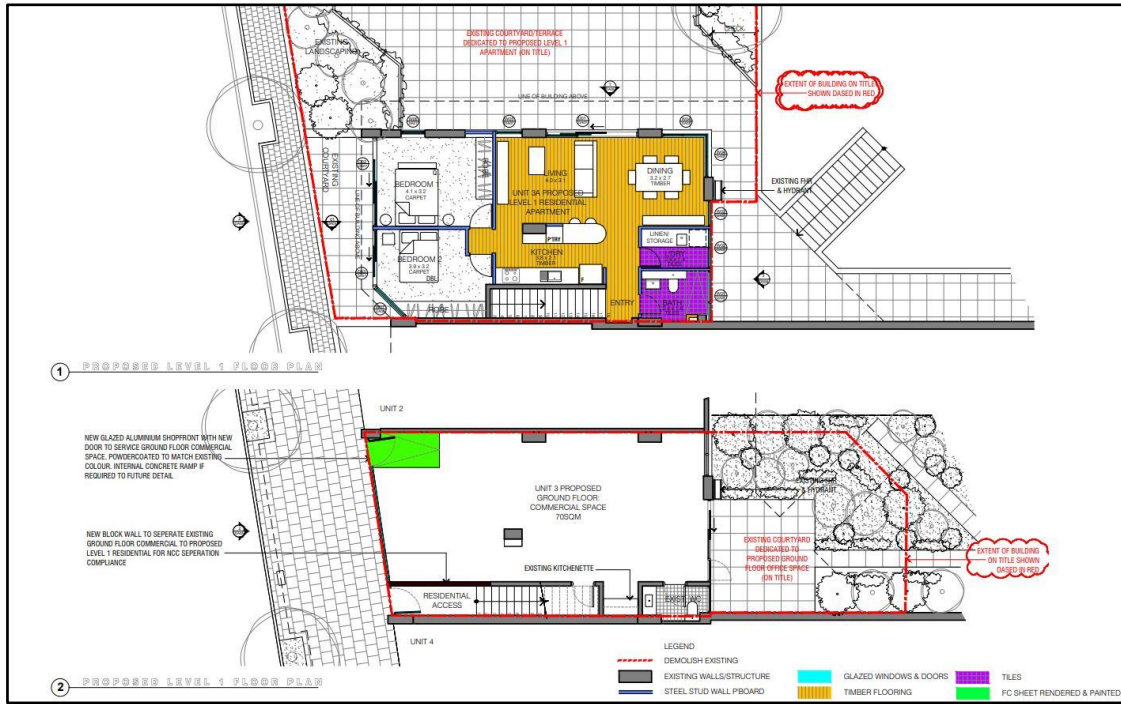 EXISTING
LANDSCAPING
EXISTING COURTYARD/TERRACE
DEDICATED TO PROPOSED LEVEL 1
APARTMENT (ON TITLE)
DECK
EXTENT OF BUILDING ON TITLE
SHOWN DASED IN RED
LINE OF BUILDING ABOVE
EXISTING
COURTYARD
LINE OF BUILDING ABOVE
BEDROOM 1
4.1 x 3.2
CARPET
ROBE
LIVING
4.0 x 3.1
DINING
3.2 x 2.7
TIMBER
UNIT 3A PROPOSED
LEVEL 1 RESIDENTIAL
APARTMENT
EXISTING FHR
& HYDRANT
BEDROOM 2
3.9 x 3.2
CARPET
DBL
PTRY
KITCHEN
TIMBER
LINEN/
STORAGE
F
ROBE
ENTRY
BATH
TILES
1 PROPOSED LEVEL 1 FLOOR PLAN
UNIT 2
NEW GLAZED ALUMINIUM SHOPFRONT WITH NEW
DOOR TO SERVICE GROUND FLOOR COMMERCIAL
SPACE. POWDERCOATED TO MATCH EXISTING
COLOUR. INTERNAL CONCRETE RAMP IF
REQUIRED TO FUTURE DETAIL
UNIT 3 PROPOSED
GROUND FLOOR
COMMERCIAL SPACE
70SQM
EXISTING FHR
& HYDRANT
NEW BLOCK WALL TO SEPERATE EXISTING
GROUND FLOOR COMMERCIAL TO PROPOSED
LEVEL 1 RESIDENTIAL FOR NCC SEPERATION
COMPLIANCE
EXISTING KITCHENETTE
EXISTING COURTYARD
DEDICATED TO
PROPOSED GROUND
FLOOR OFFICE SPACE
(ON TITLE)
EXTENT OF BUILDING
ON TITLE SHOWN
DASED IN RED
RESIDENTIAL
ACCESS
EXIST. WC
UNIT 4
LEGEND
DEMOLISH EXISTING
EXISTING WALLS/STRUCTURE
GLAZED WINDOWS & DOORS
TILES
2 PROPOSED LEVEL 1 FLOOR PLAN
STEEL STUD WALL P'BOARD
TIMBER FLOORING
FC SHEET RENDERED & PAINTED